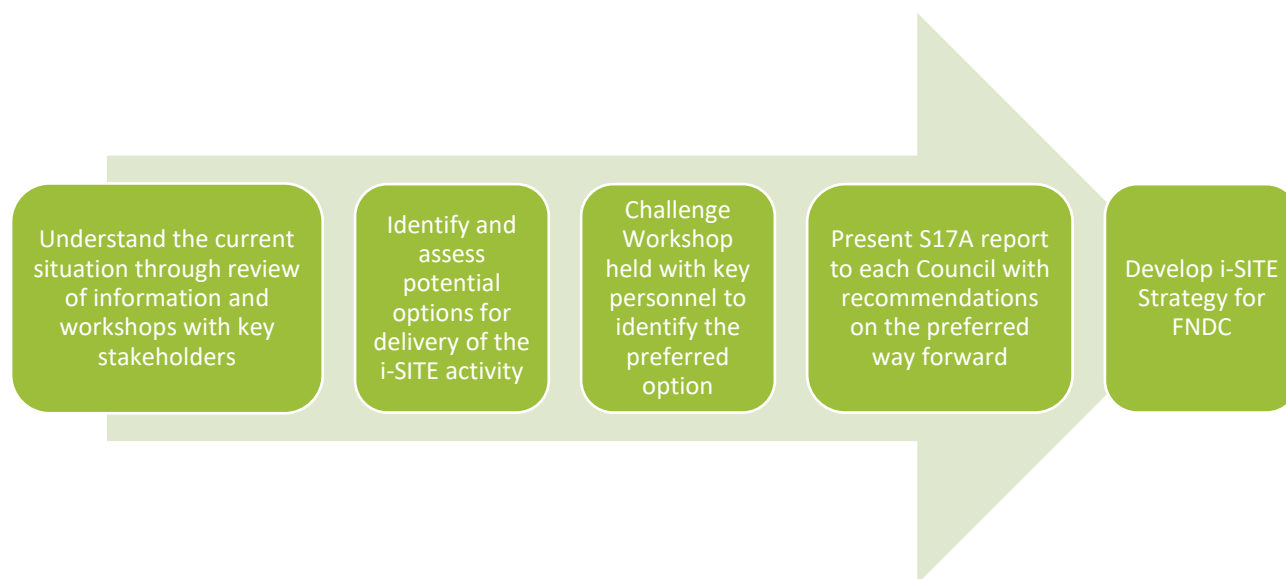 Understand the current
situation through review
of information and
workshops with key
stakeholders
Identify and
assess
potential
options for
delivery of the
i-SITE activity
Challenge
Workshop
held with key
personnel to
identify the
preferred
option
Present S17A report
to each Council with
recommendations
on the preferred
way forward
Develop i-SITE
Strategy for
FNDC